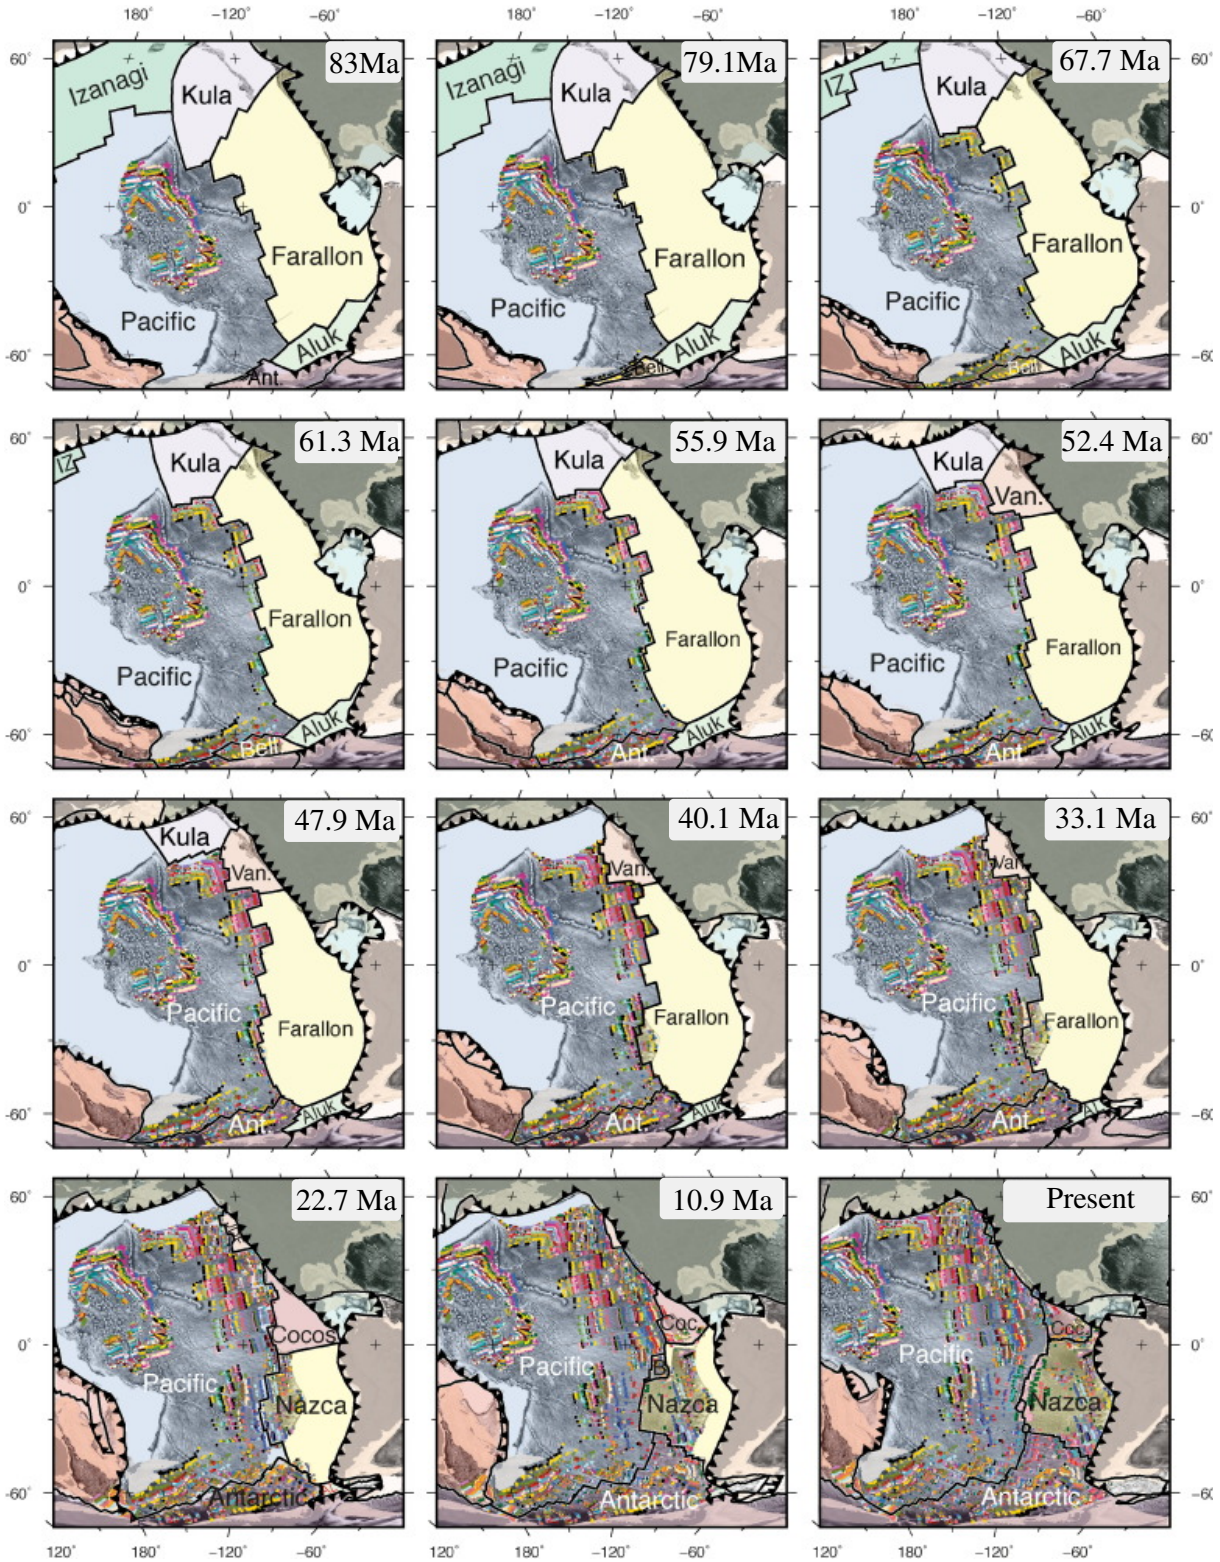 180° −120° −60° 180° −120° −60° 180° −120° −60°
60° 83Ma 79.1Ma 67.7 Ma 60°
Izanagi Kula Izanagi Kula IZ Kula
0° 0°
Farallon Farallon Farallon
Pacific Pacific Pacific
-60° Aluk Aluk Aluk -60°
Ant. Bell. Bell.
60° 61.3 Ma 55.9 Ma 52.4 Ma 60°
IZ Kula Kula Kula Van.
0° 0°
Farallon Farallon Farallon
Pacific Pacific Pacific
-60° Aluk Aluk Aluk -60°
Bell. Ant. Ant.
60° 47.9 Ma 40.1 Ma 33.1 Ma 60°
Kula Van. Van. Van.
0° 0°
Pacific Pacific Pacific
Farallon Farallon Farallon
-60° Aluk Aluk Al. -60°
Ant. Ant. Ant.
60° 22.7 Ma 10.9 Ma Present 60°
Cocos Coc. Coc.
0° 0°
Pacific Pacific B Pacific
Nazca Nazca Nazca
-60° Antarctic Antarctic Antarctic -60°
120° 180° −120° −60° 180° −120° −60° 180° −120° −60°